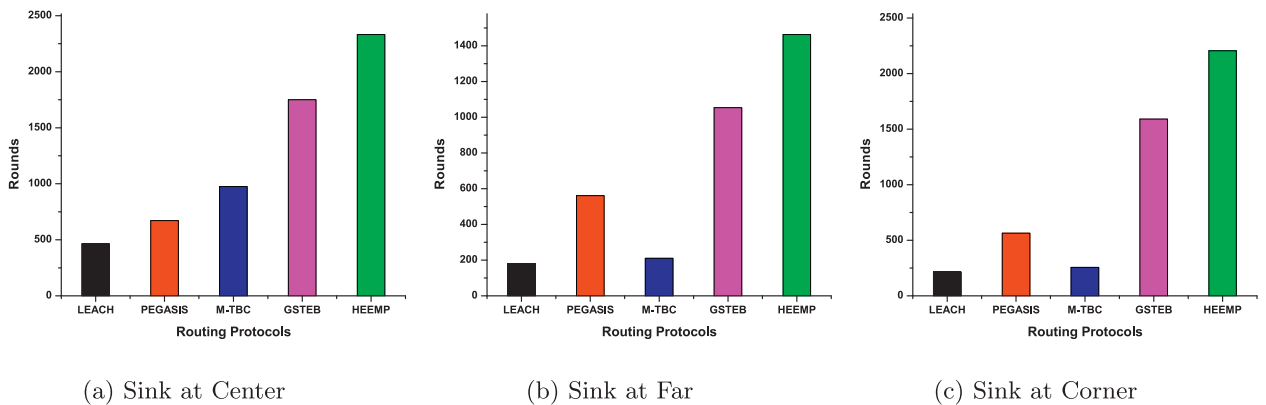 2500
2000
1500
1000
500
0
Rounds
LEACH PEGASIS M-TBC GSTEB HEEMP
Routing Protocols
(a) Sink at Center
1400
1200
1000
800
600
400
200
0
Rounds
LEACH PEGASIS M-TBC GSTEB HEEMP
Routing Protocols
(b) Sink at Far
2500
2000
1500
1000
500
0
Rounds
LEACH PEGASIS M-TBC GSTEB HEEMP
Routing Protocols
(c) Sink at Corner